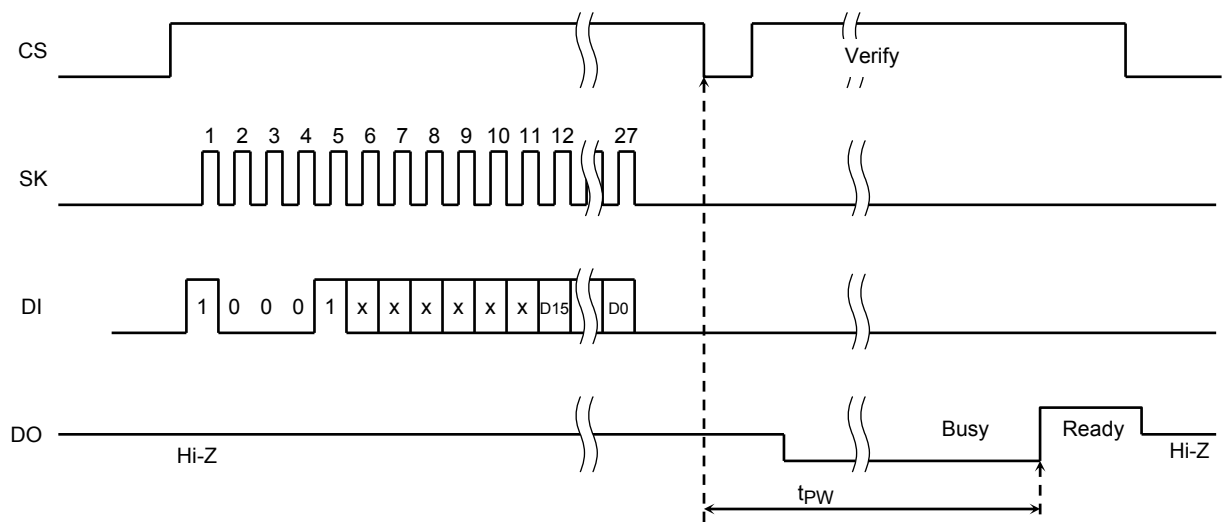 CS
Verify
1 2 3 4 5 6 7 8 9 10 11 12 27
SK
DI
1 0 0 0 1 x x x x x x D15 D0
DO
Hi-Z
Busy
Ready
Hi-Z
tPW